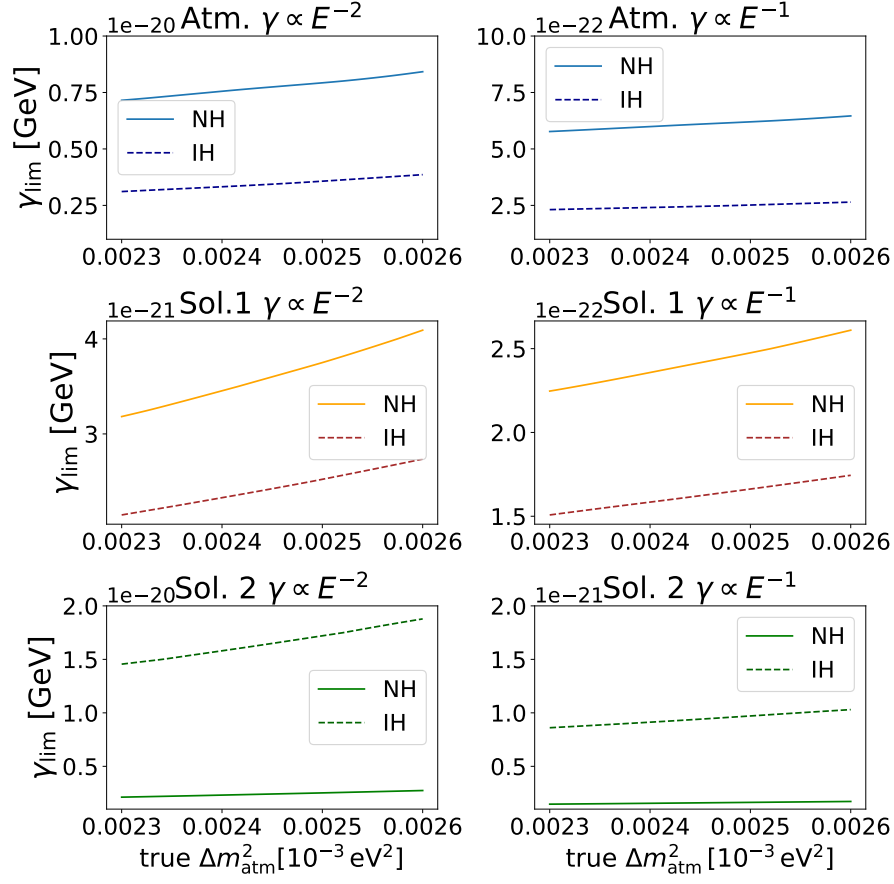 Atm. γ ∝ E⁻²
1e−20
1.00
0.75
0.50
0.25
γlim [GeV]
NH
IH
0.0023 0.0024 0.0025 0.0026
Atm. γ ∝ E⁻¹
1e−22
10.0
7.5
5.0
2.5
NH
IH
0.0023 0.0024 0.0025 0.0026
Sol.1 γ ∝ E⁻²
1e−21
4
3
γlim [GeV]
NH
IH
0.0023 0.0024 0.0025 0.0026
Sol. 1 γ ∝ E⁻¹
1e−22
2.5
2.0
1.5
NH
IH
0.0023 0.0024 0.0025 0.0026
Sol. 2 γ ∝ E⁻²
1e−20
2.0
1.5
1.0
0.5
γlim [GeV]
NH
IH
0.0023 0.0024 0.0025 0.0026
true Δm²atm [10⁻³ eV²]
Sol. 2 γ ∝ E⁻¹
1e−21
2.0
1.5
1.0
0.5
NH
IH
0.0023 0.0024 0.0025 0.0026
true Δm²atm [10⁻³ eV²]